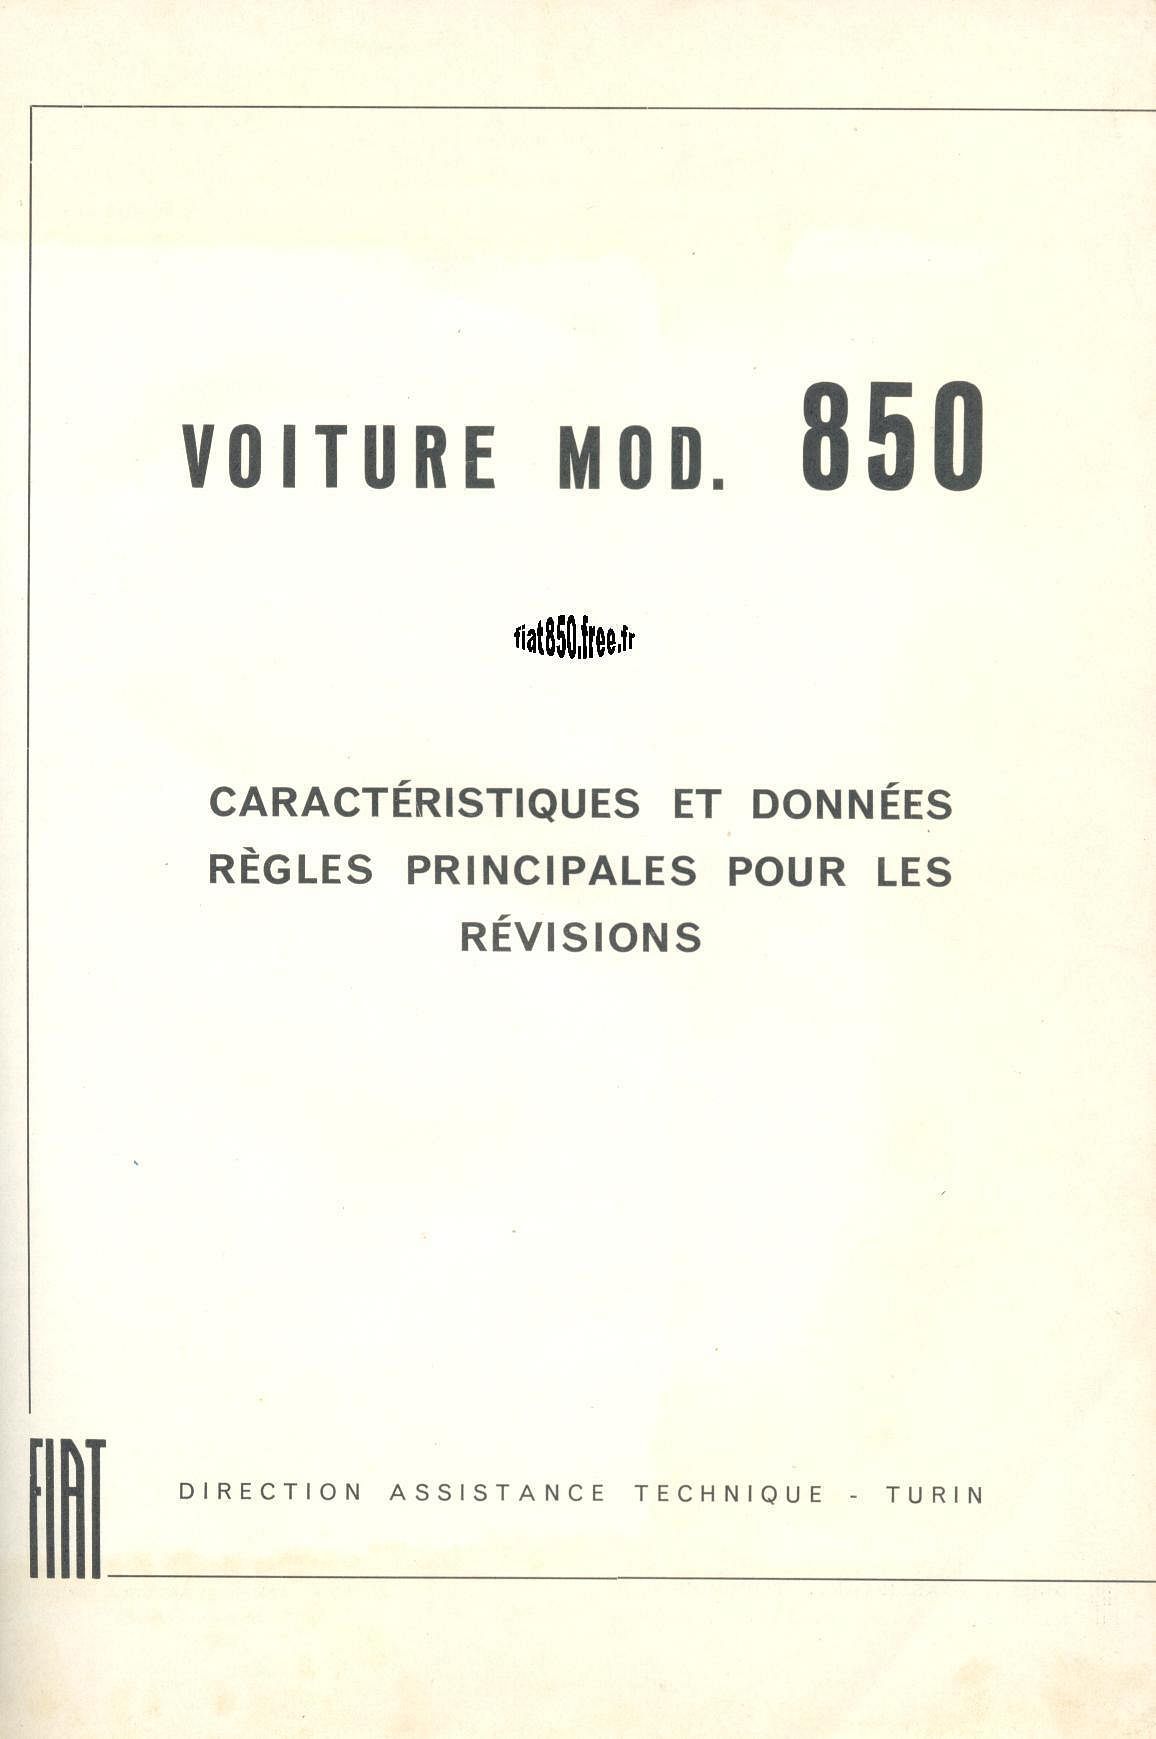 VOITURE MOD. 850
fiat850.free.fr
CARACTÉRISTIQUES ET DONNÉES
RÈGLES PRINCIPALES POUR LES
RÉVISIONS
FIAT
DIRECTION ASSISTANCE TECHNIQUE - TURIN